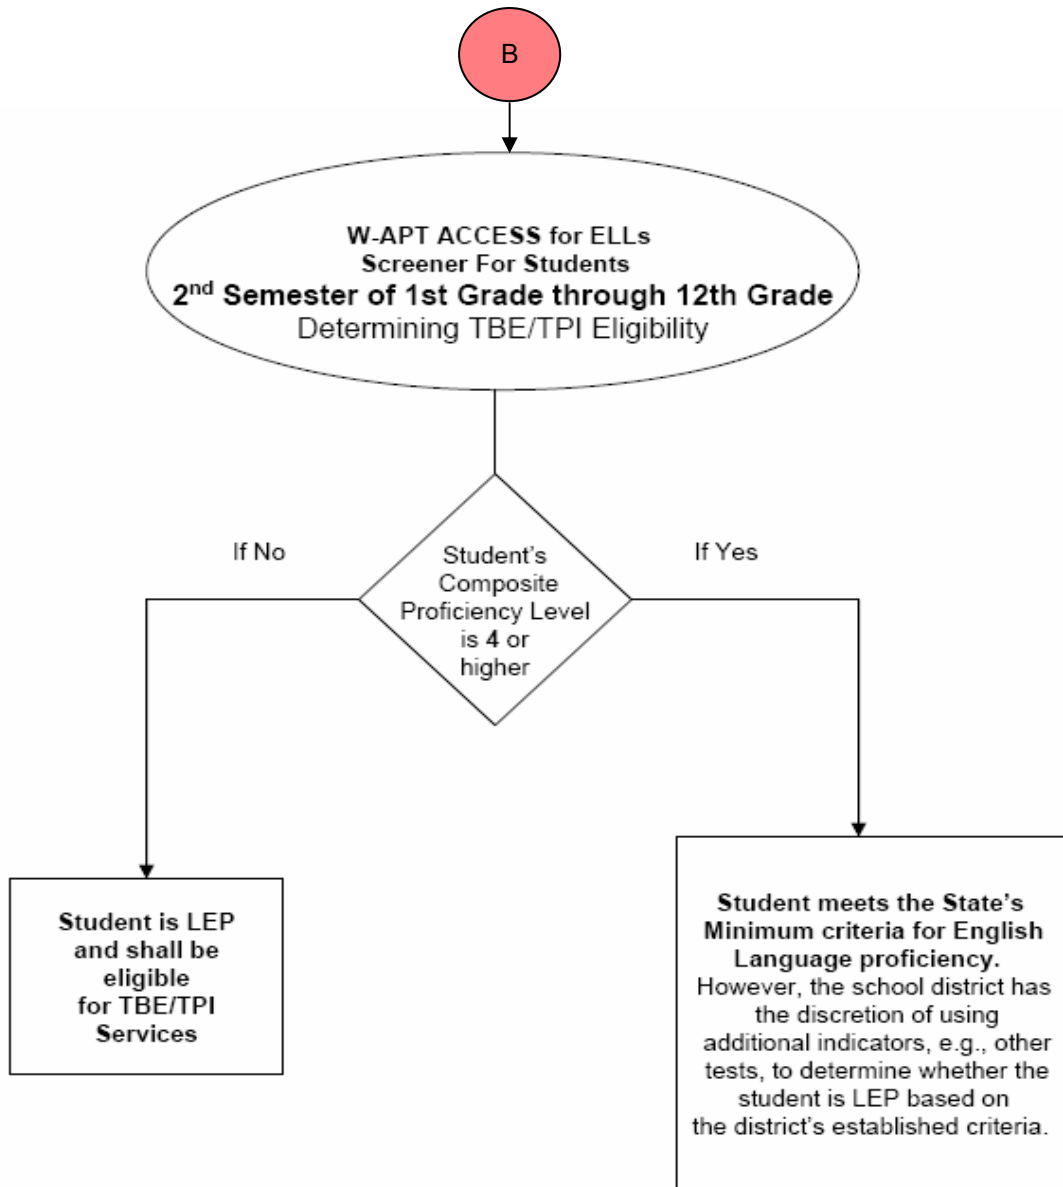 B
W-APT ACCESS for ELLs
Screener For Students
2nd Semester of 1st Grade through 12th Grade
Determining TBE/TPI Eligibility
If No
If Yes
Student's
Composite
Proficiency Level
is 4 or
higher
Student is LEP
and shall be
eligible
for TBE/TPI
Services
Student meets the State's
Minimum criteria for English
Language proficiency.
However, the school district has
the discretion of using
additional indicators, e.g., other
tests, to determine whether the
student is LEP based on
the district's established criteria.